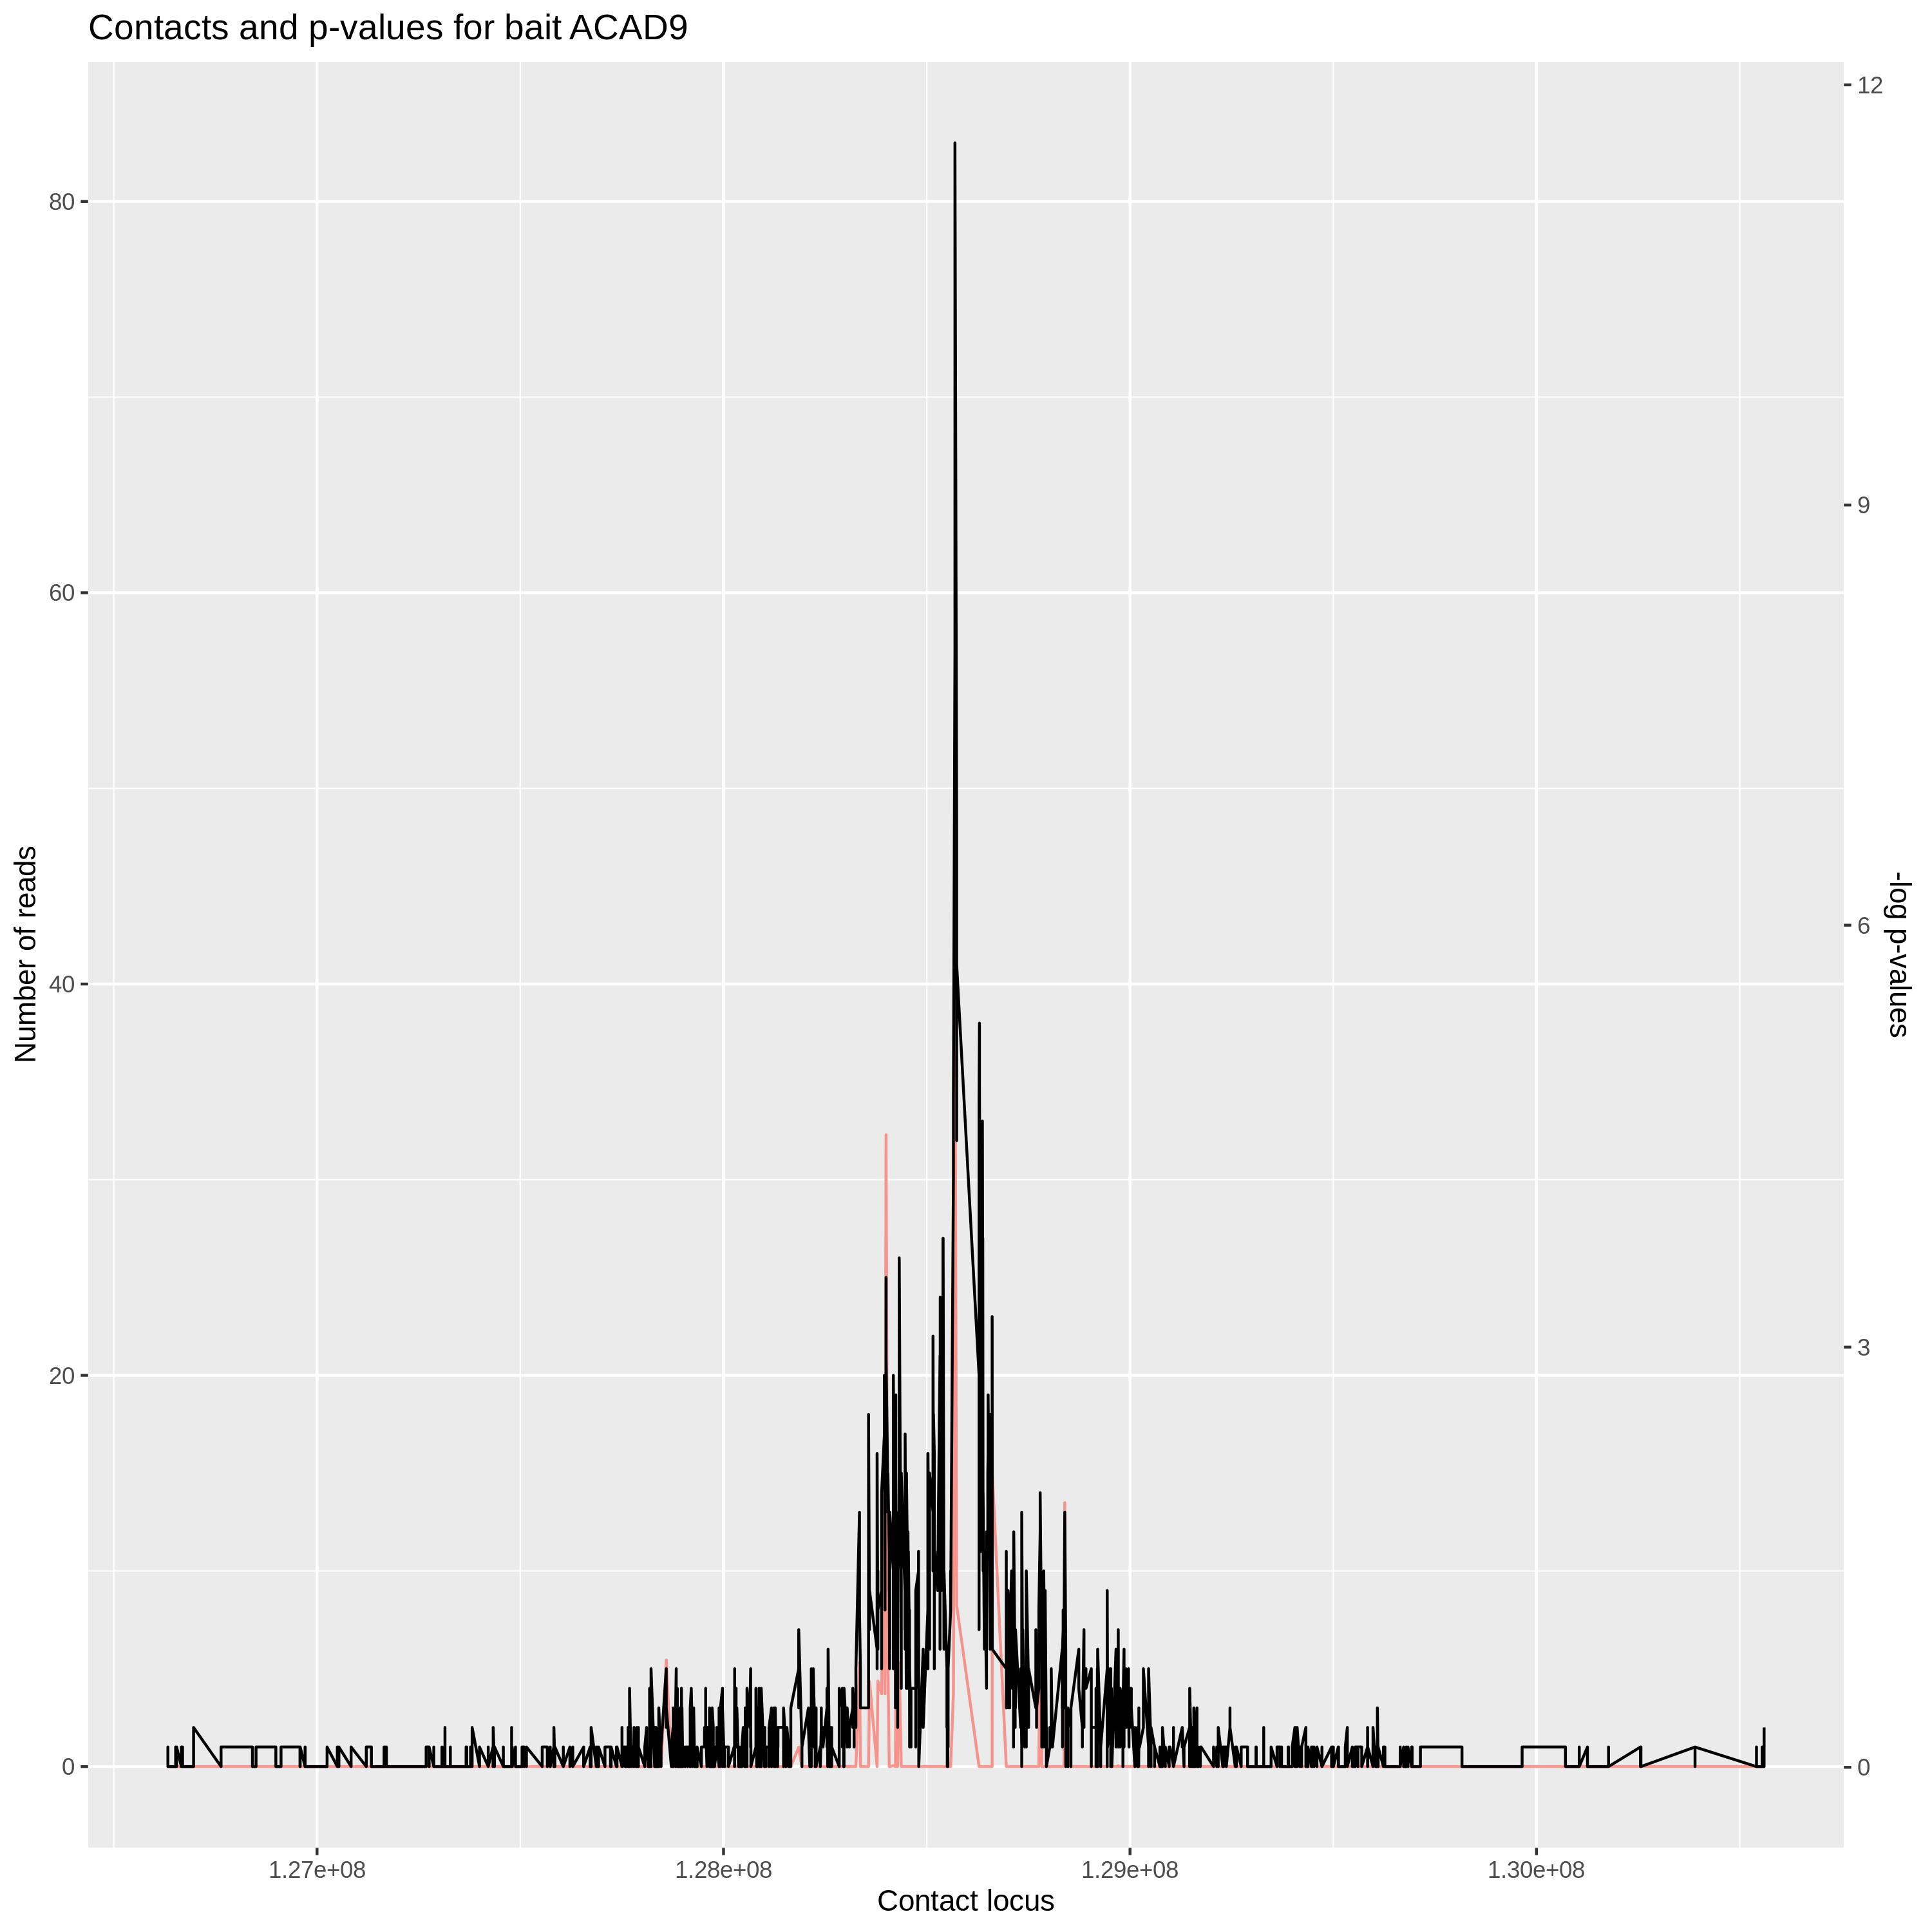 Contacts and p-values for bait ACAD9
12
80
9
60
6
40
3
20
0
0
Number of reads
-log p-values
1.27e+08 1.28e+08 1.29e+08 1.30e+08
Contact locus